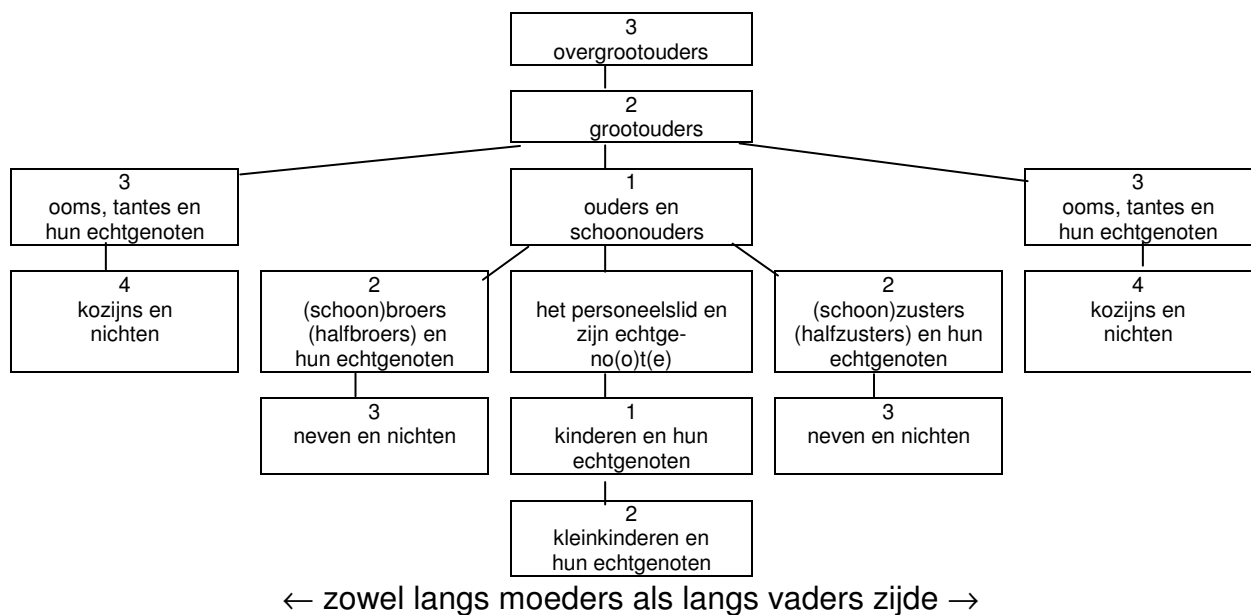 3
overgrootouders
2
grootouders
3
ooms, tantes en
hun echtgenoten
1
ouders en
schoonouders
3
ooms, tantes en
hun echtgenoten
4
kozijns en
nichten
2
(schoon)broers
(halfbroers) en
hun echtgenoten
het personeelslid en
zijn echtge-
no(o)t(e)
2
(schoon)zusters
(halfzusters) en hun
echtgenoten
4
kozijns en
nichten
3
neven en nichten
1
kinderen en hun
echtgenoten
3
neven en nichten
2
kleinkinderen en
hun echtgenoten
← zowel langs moeders als langs vaders zijde →